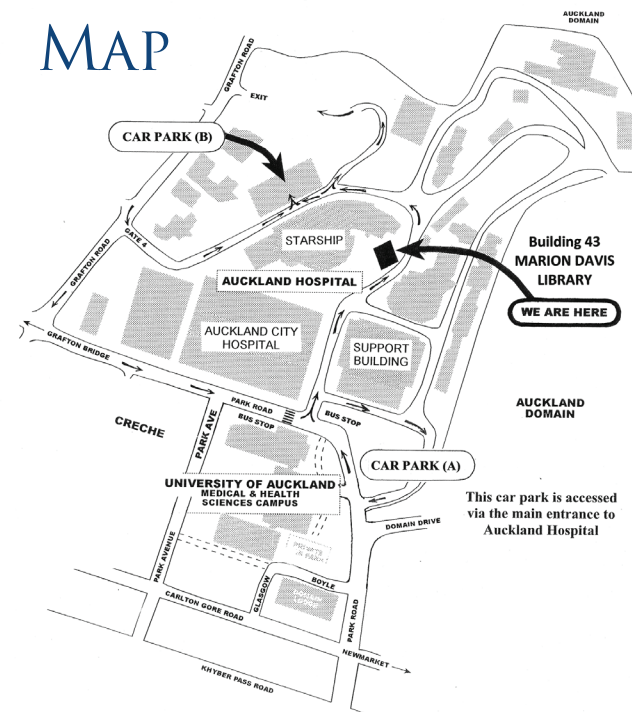 MAP
AUCKLAND
DOMAIN
GRAFTON ROAD
EXIT
CAR PARK (B)
GATE 4
GRAFTON ROAD
STARSHIP
Building 43
MARION DAVIS
LIBRARY
AUCKLAND HOSPITAL
WE ARE HERE
AUCKLAND CITY
HOSPITAL
SUPPORT
BUILDING
GRAFTON BRIDGE
PARK ROAD
BUS STOP
BUS STOP
AUCKLAND
DOMAIN
CRECHE
PARK AVE
CAR PARK (A)
UNIVERSITY OF AUCKLAND
MEDICAL & HEALTH
SCIENCES CAMPUS
This car park is accessed
via the main entrance to
Auckland Hospital
DOMAIN DRIVE
PARK AVENUE
BOYLE
GLASGOW
CARLTON GORE ROAD
PARK ROAD
NEWMARKET
KHYBER PASS ROAD